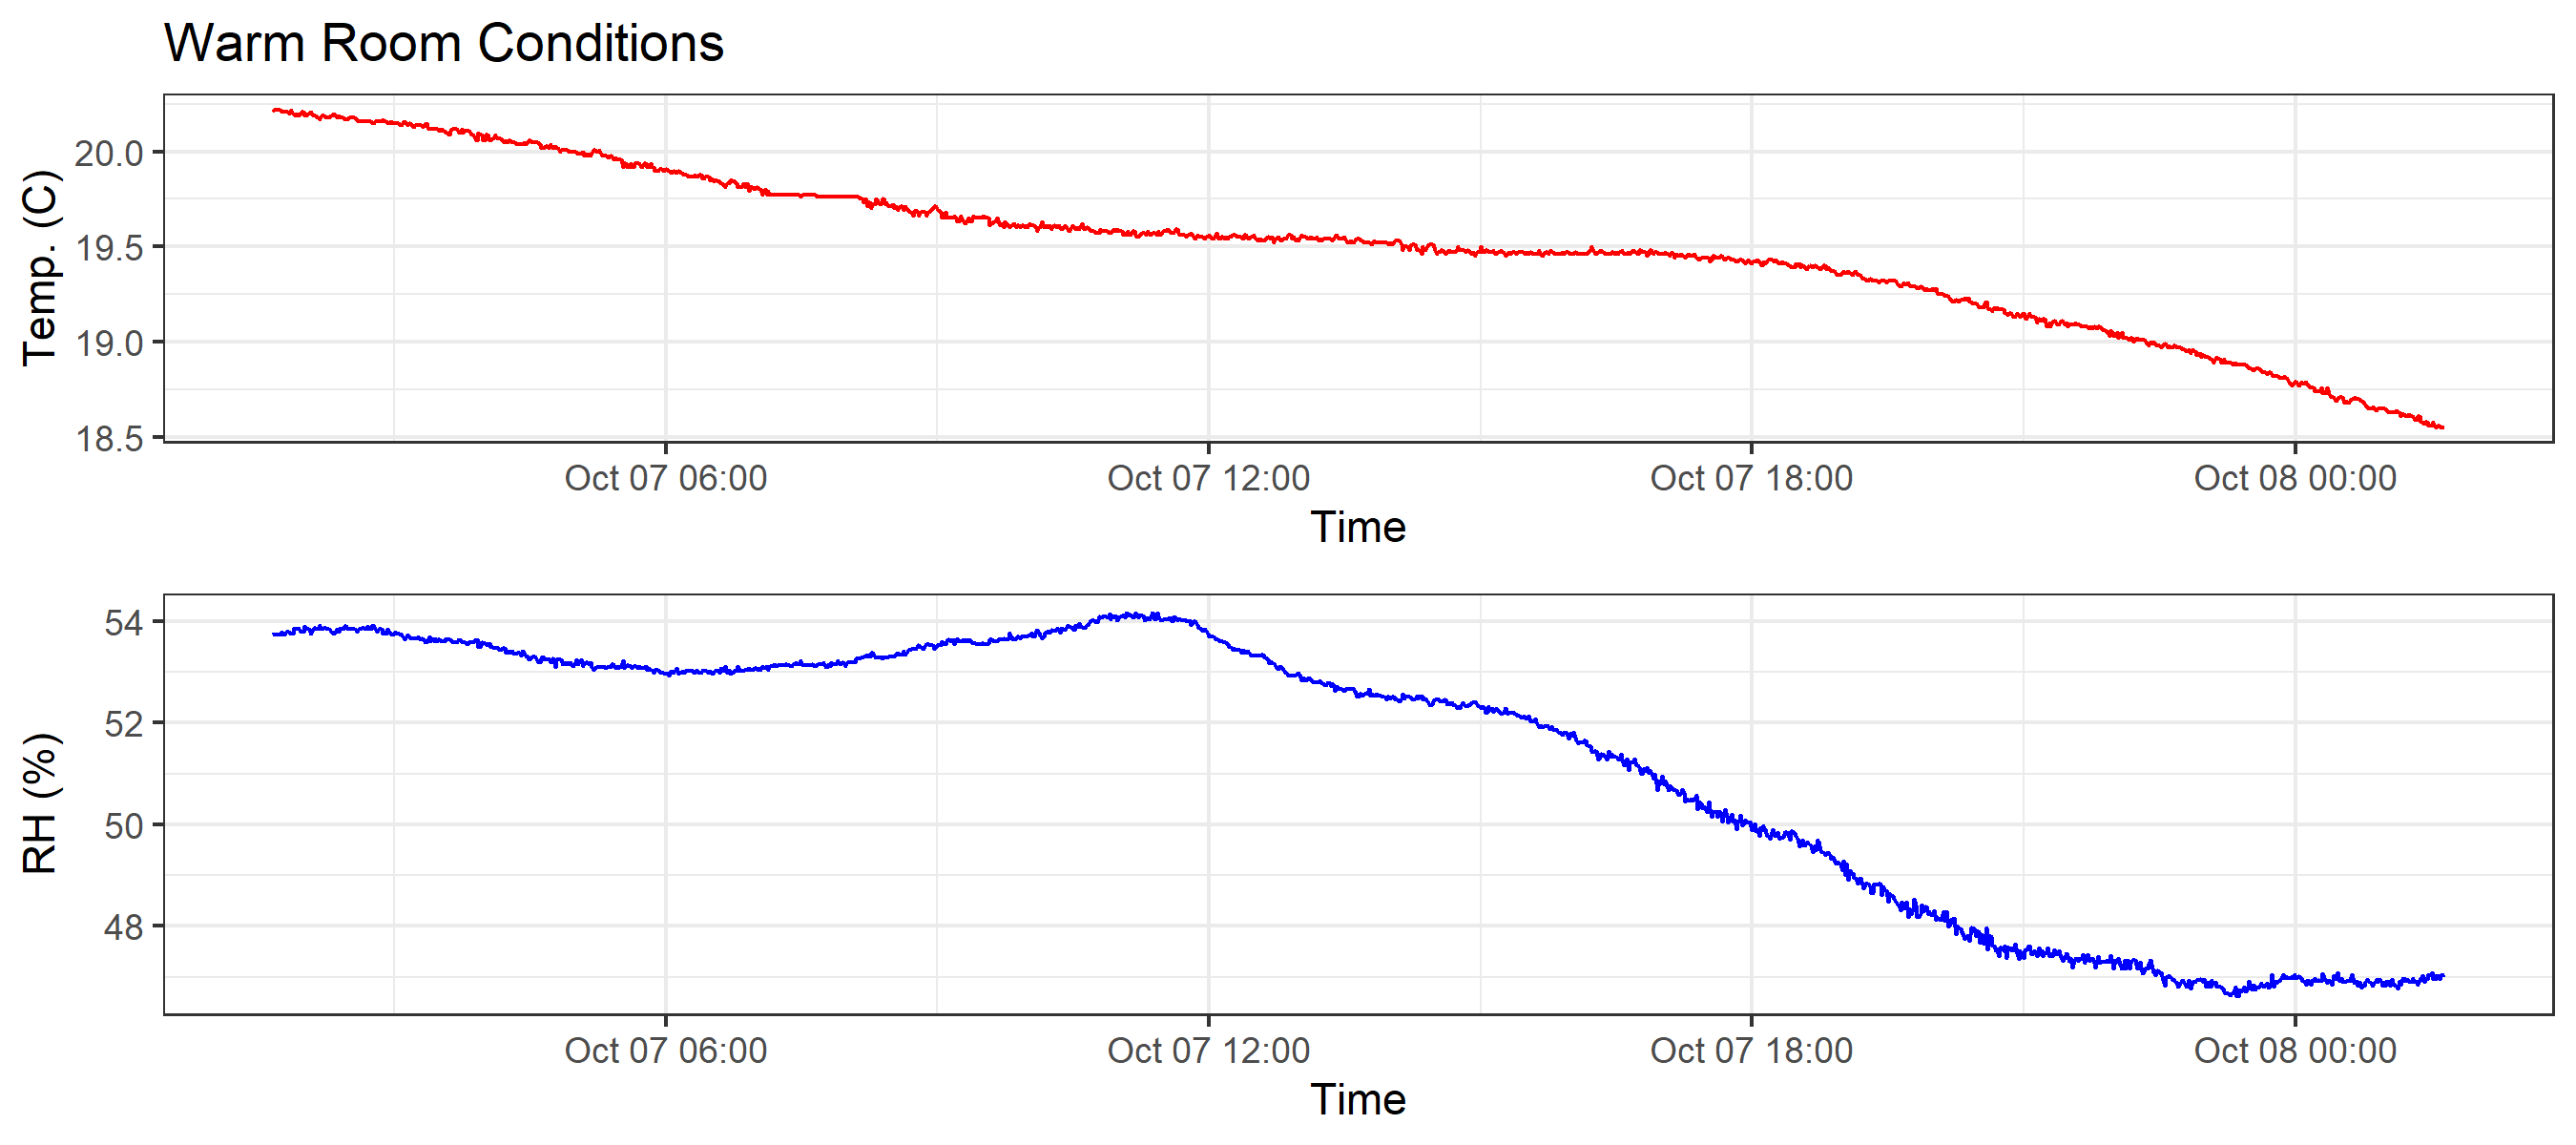 Warm Room Conditions
Temp. (C)
20.0
19.5
19.0
18.5
Oct 07 06:00 Oct 07 12:00 Oct 07 18:00 Oct 08 00:00
Time
RH (%)
54
52
50
48
Oct 07 06:00 Oct 07 12:00 Oct 07 18:00 Oct 08 00:00
Time